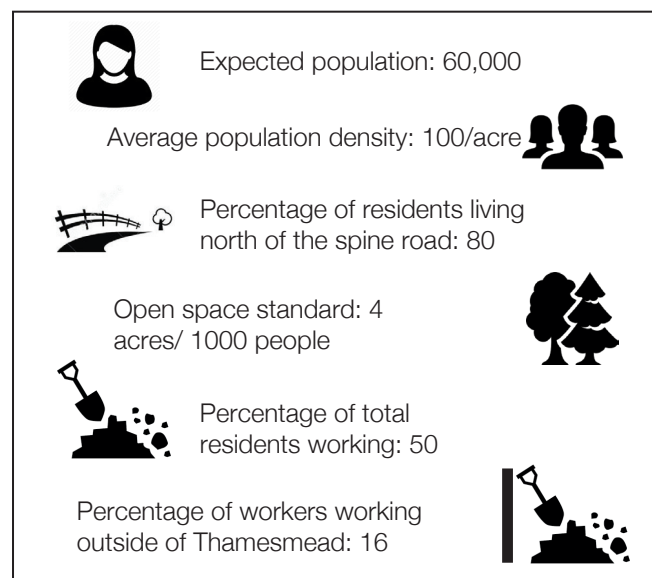 Expected population: 60,000
Average population density: 100/acre
Percentage of residents living
north of the spine road: 80
Open space standard: 4
acres/ 1000 people
Percentage of total
residents working: 50
Percentage of workers working
outside of Thamesmead: 16